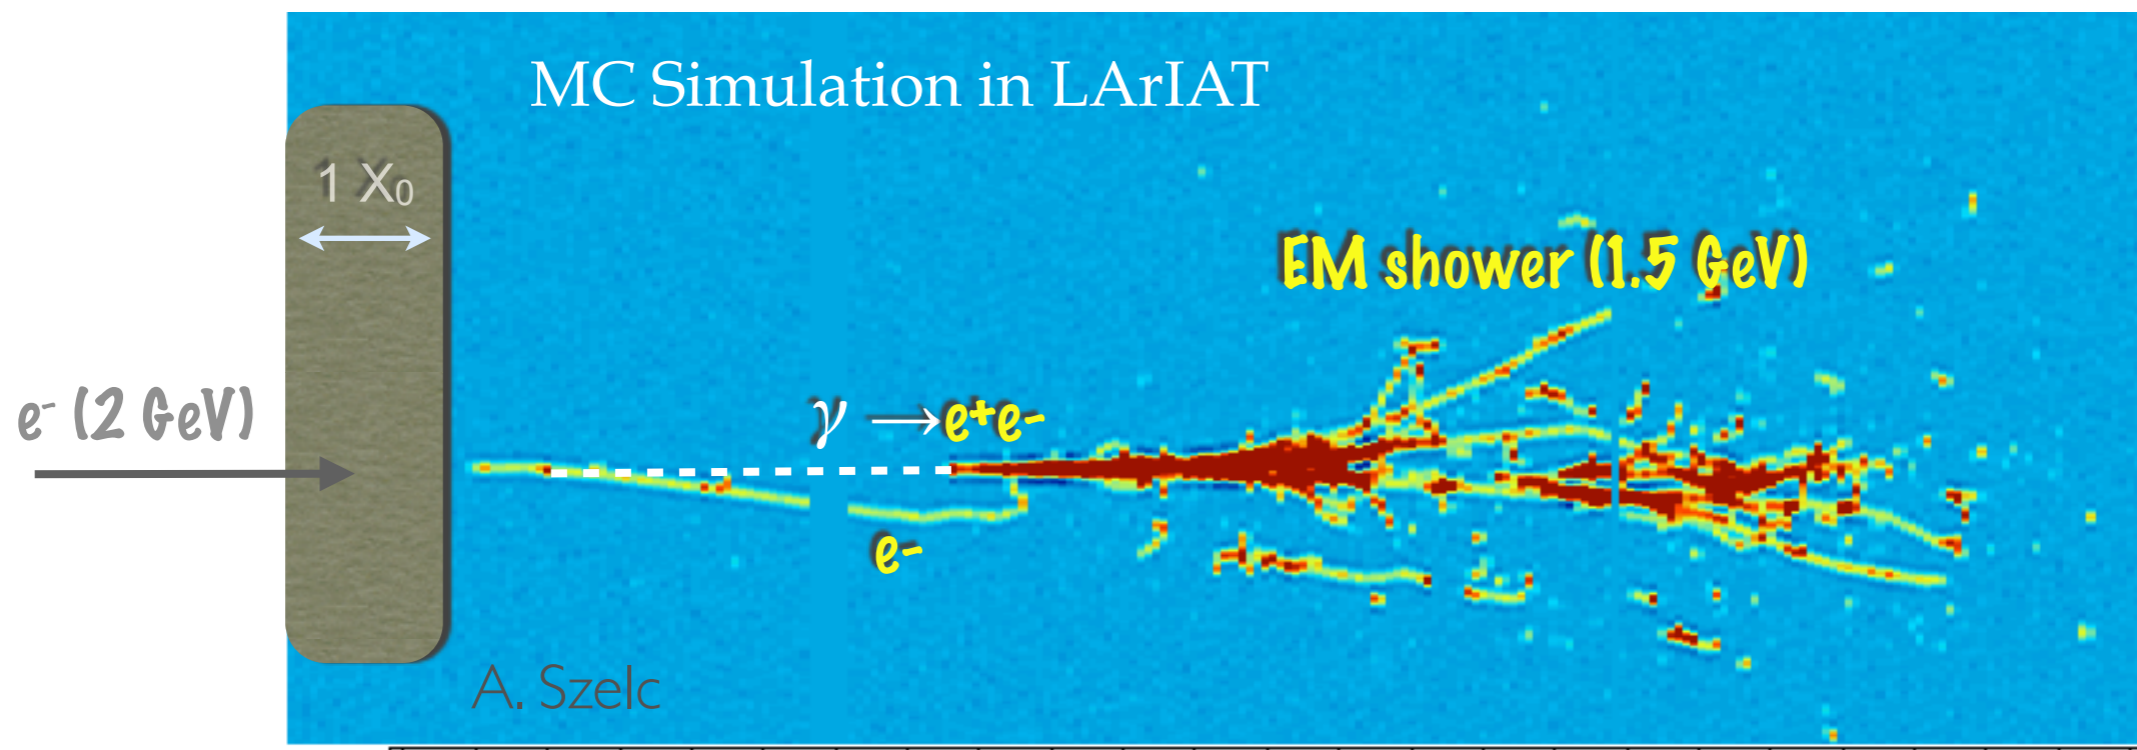 MC Simulation in LArIAT
1 X₀
EM shower (1.5 GeV)
e⁻ (2 GeV)
γ →e+e-
e-
A. Szelc